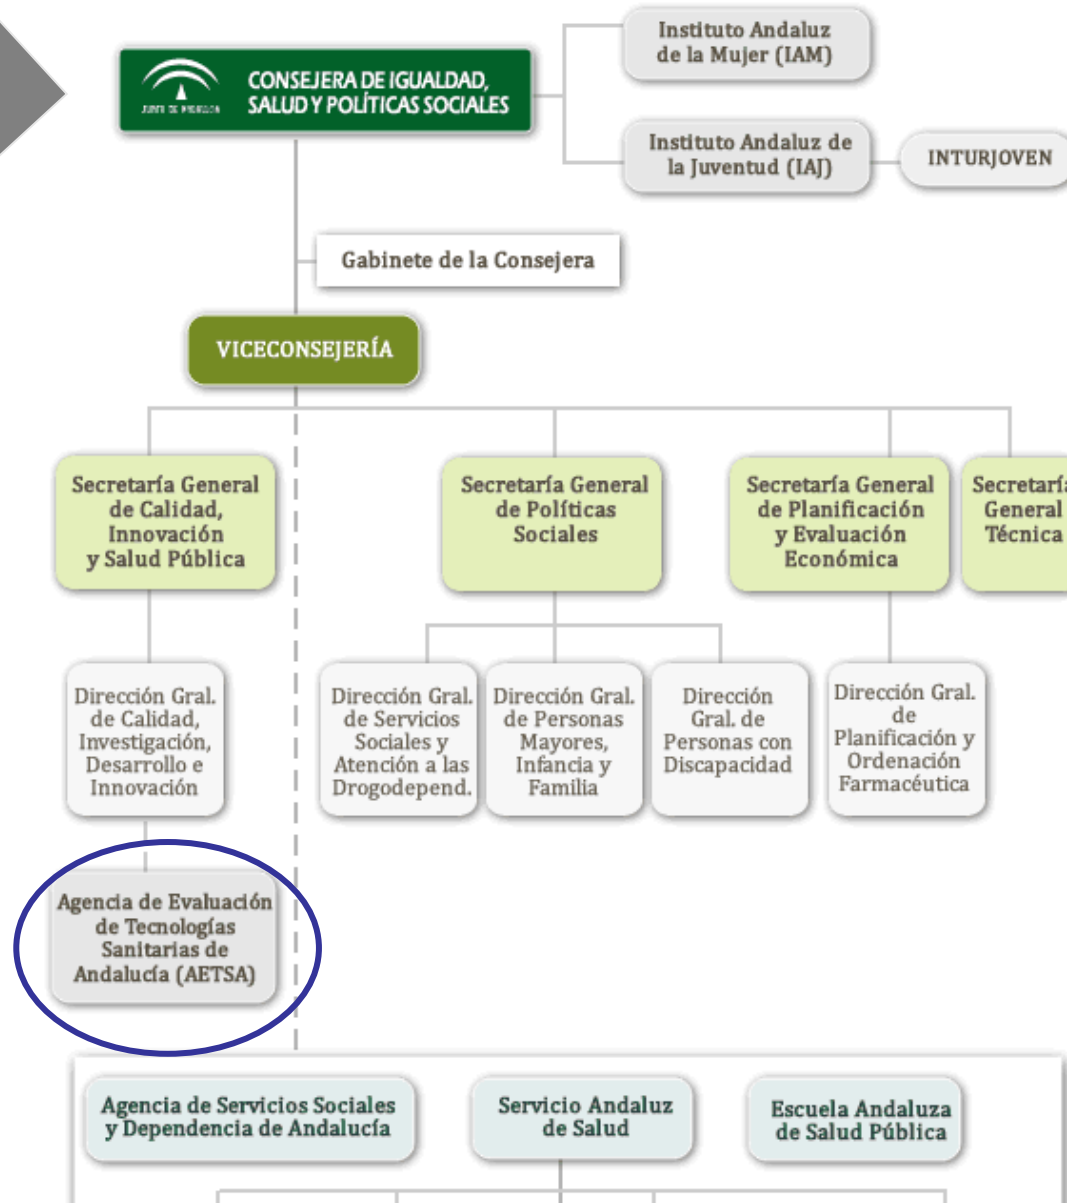 Instituto Andaluz
de la Mujer (IAM)
CONSEJERA DE IGUALDAD,
SALUD Y POLÍTICAS SOCIALES
JUNTA DE ANDALUCIA
Instituto Andaluz de
la Juventud (IAJ)
INTURJOVEN
Gabinete de la Consejera
VICECONSEJERÍA
Secretaría General
de Calidad,
Innovación
y Salud Pública
Secretaría General
de Políticas
Sociales
Secretaría General
de Planificación
y Evaluación
Económica
Secretaría
General
Técnica
Dirección Gral.
de Calidad,
Investigación,
Desarrollo e
Innovación
Dirección Gral.
de Servicios
Sociales y
Atención a las
Drogodepend.
Dirección Gral.
de Personas
Mayores,
Infancia y
Familia
Dirección
Gral. de
Personas con
Discapacidad
Dirección Gral.
de
Planificación y
Ordenación
Farmacéutica
Agencia de Evaluación
de Tecnologías
Sanitarias de
Andalucía (AETSA)
Agencia de Servicios Sociales
y Dependencia de Andalucía
Servicio Andaluz
de Salud
Escuela Andaluza
de Salud Pública